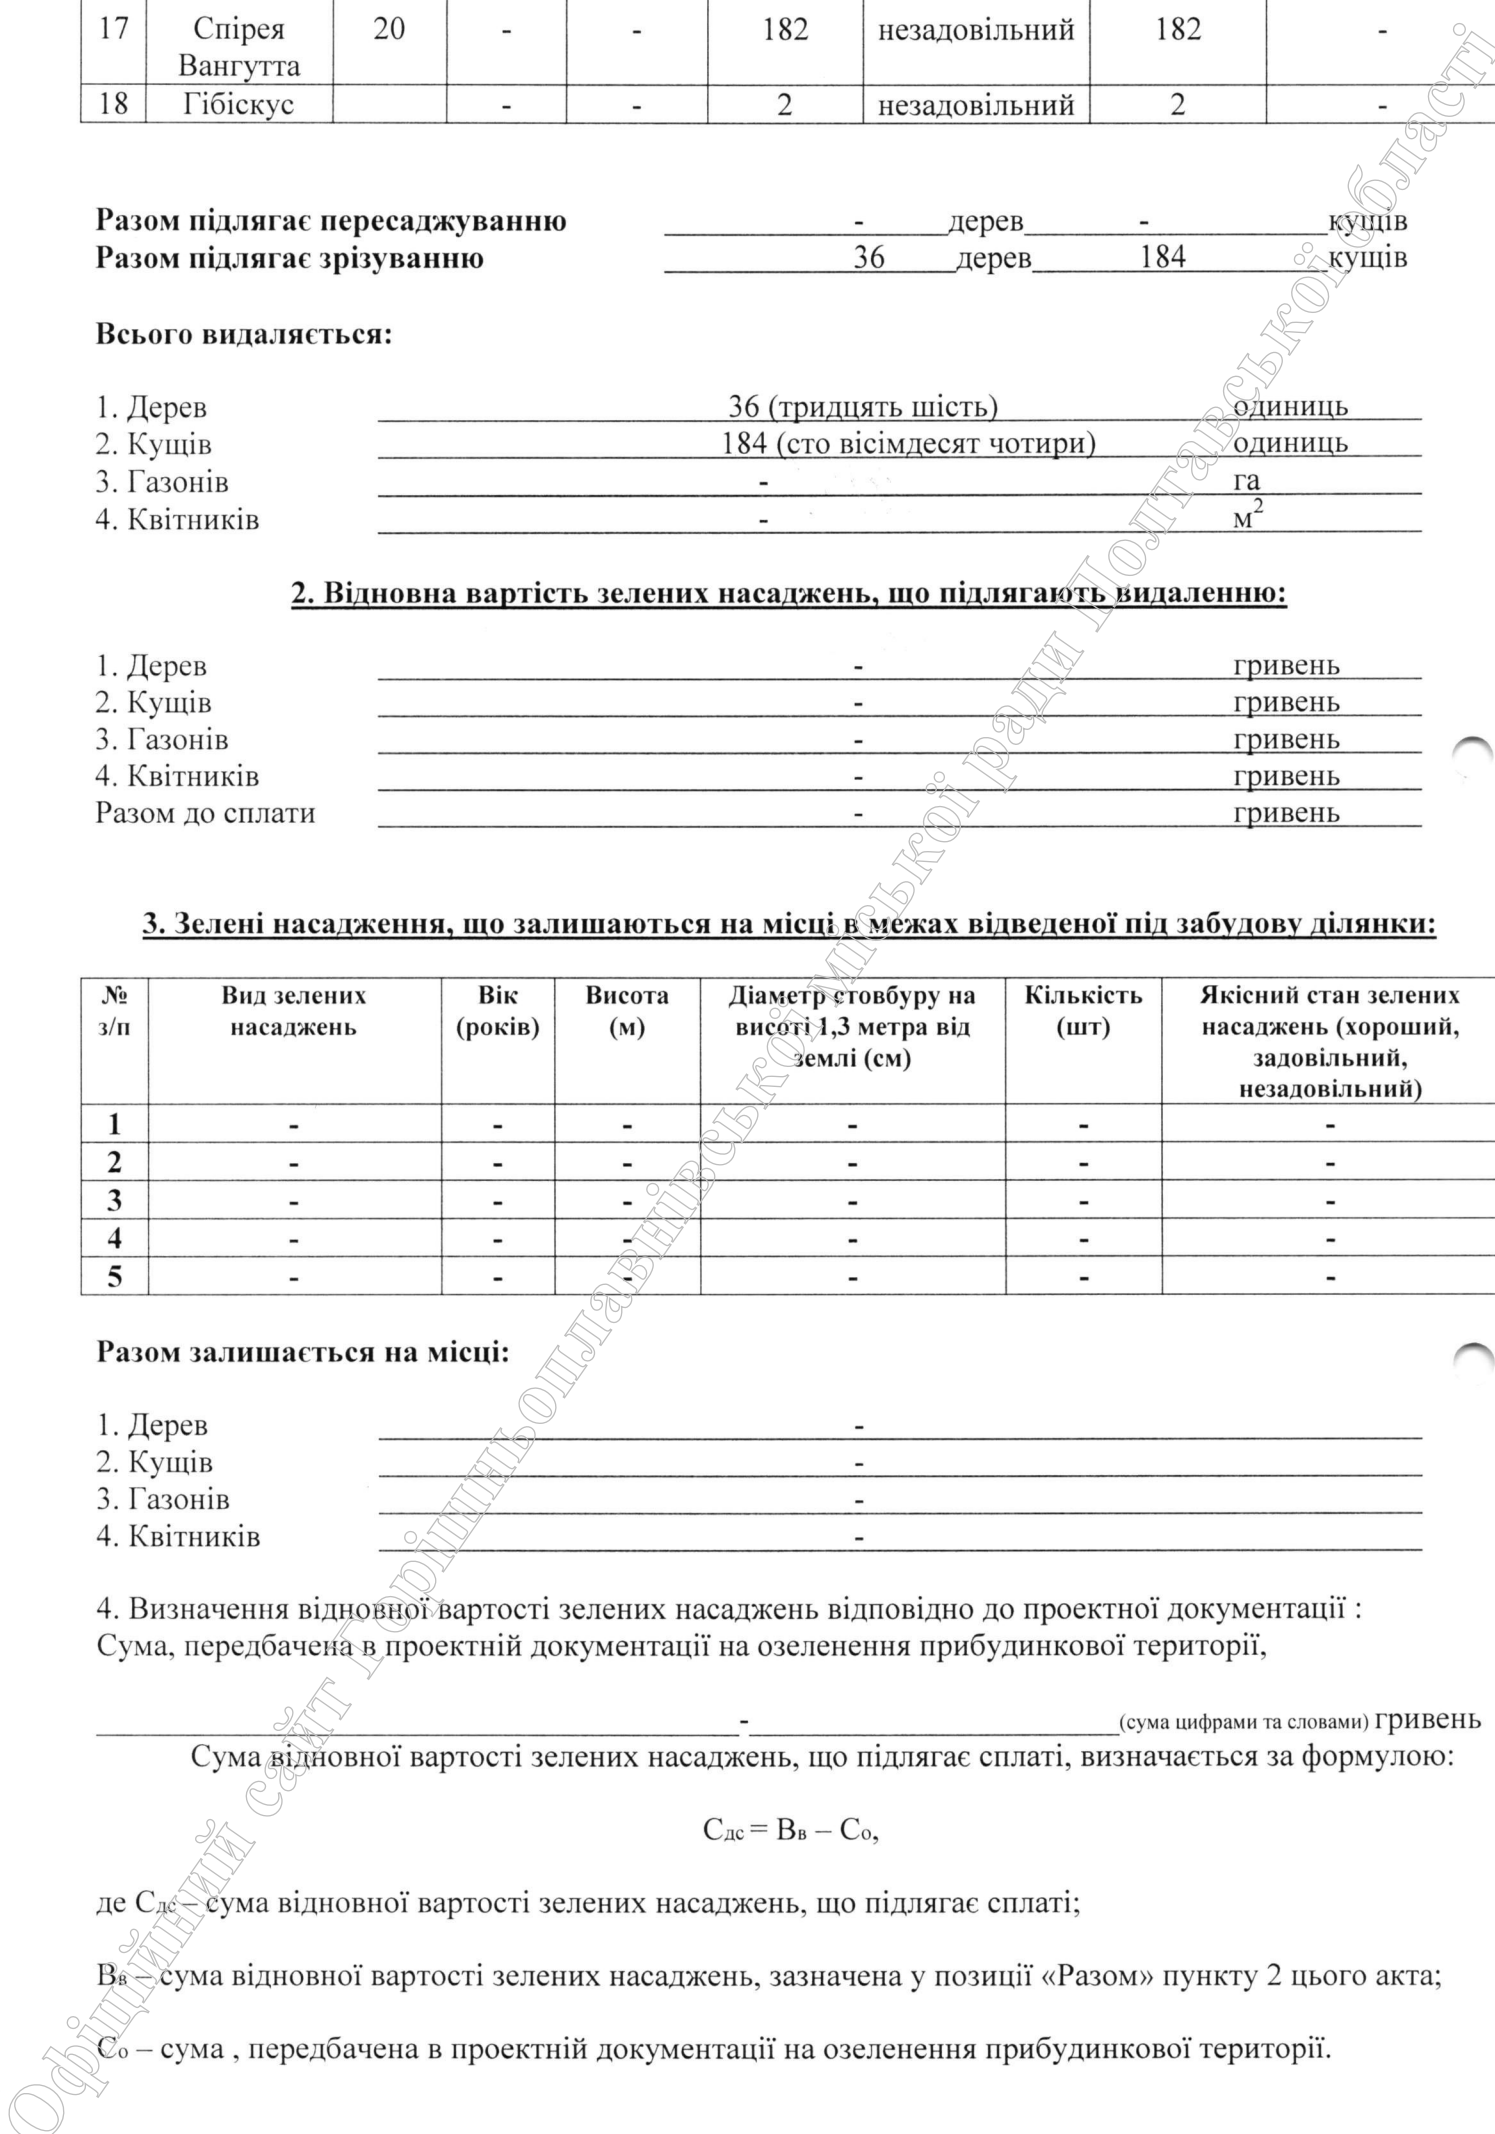 17 Спірея Вангутта 20 - - 182 незадовільний 182 -
18 Гібіскус - - 2 незадовільний 2 -
Разом підлягає пересаджуванню - дерев - кущів
Разом підлягає зрізуванню 36 дерев 184 кущів
Всього видаляється:
1. Дерев 36 (тридцять шість) одиниць
2. Кущів 184 (сто вісімдесят чотири) одиниць
3. Газонів - га
4. Квітників - м2
2. Відновна вартість зелених насаджень, що підлягають видаленню:
1. Дерев - гривень
2. Кущів - гривень
3. Газонів - гривень
4. Квітників - гривень
Разом до сплати - гривень
3. Зелені насадження, що залишаються на місці в межах відведеної під забудову ділянки:
№ з/п Вид зелених насаджень Вік (років) Висота (м) Діаметр стовбуру на висоті 1,3 метра від землі (см) Кількість (шт) Якісний стан зелених насаджень (хороший, задовільний, незадовільний)
1 - - - - - -
2 - - - - - -
3 - - - - - -
4 - - - - - -
5 - - - - - -
Разом залишається на місці:
1. Дерев -
2. Кущів -
3. Газонів -
4. Квітників -
4. Визначення відновної вартості зелених насаджень відповідно до проектної документації :
Сума, передбачена в проектній документації на озеленення прибудинкової території,
- (сума цифрами та словами) гривень
Сума відновної вартості зелених насаджень, що підлягає сплаті, визначається за формулою:
Сдс = Вв – Со,
де Сдс – сума відновної вартості зелених насаджень, що підлягає сплаті;
Вв – сума відновної вартості зелених насаджень, зазначена у позиції «Разом» пункту 2 цього акта;
Со – сума , передбачена в проектній документації на озеленення прибудинкової території.
Офіційний сайт Горішньоплавнівської міської ради Полтавської області